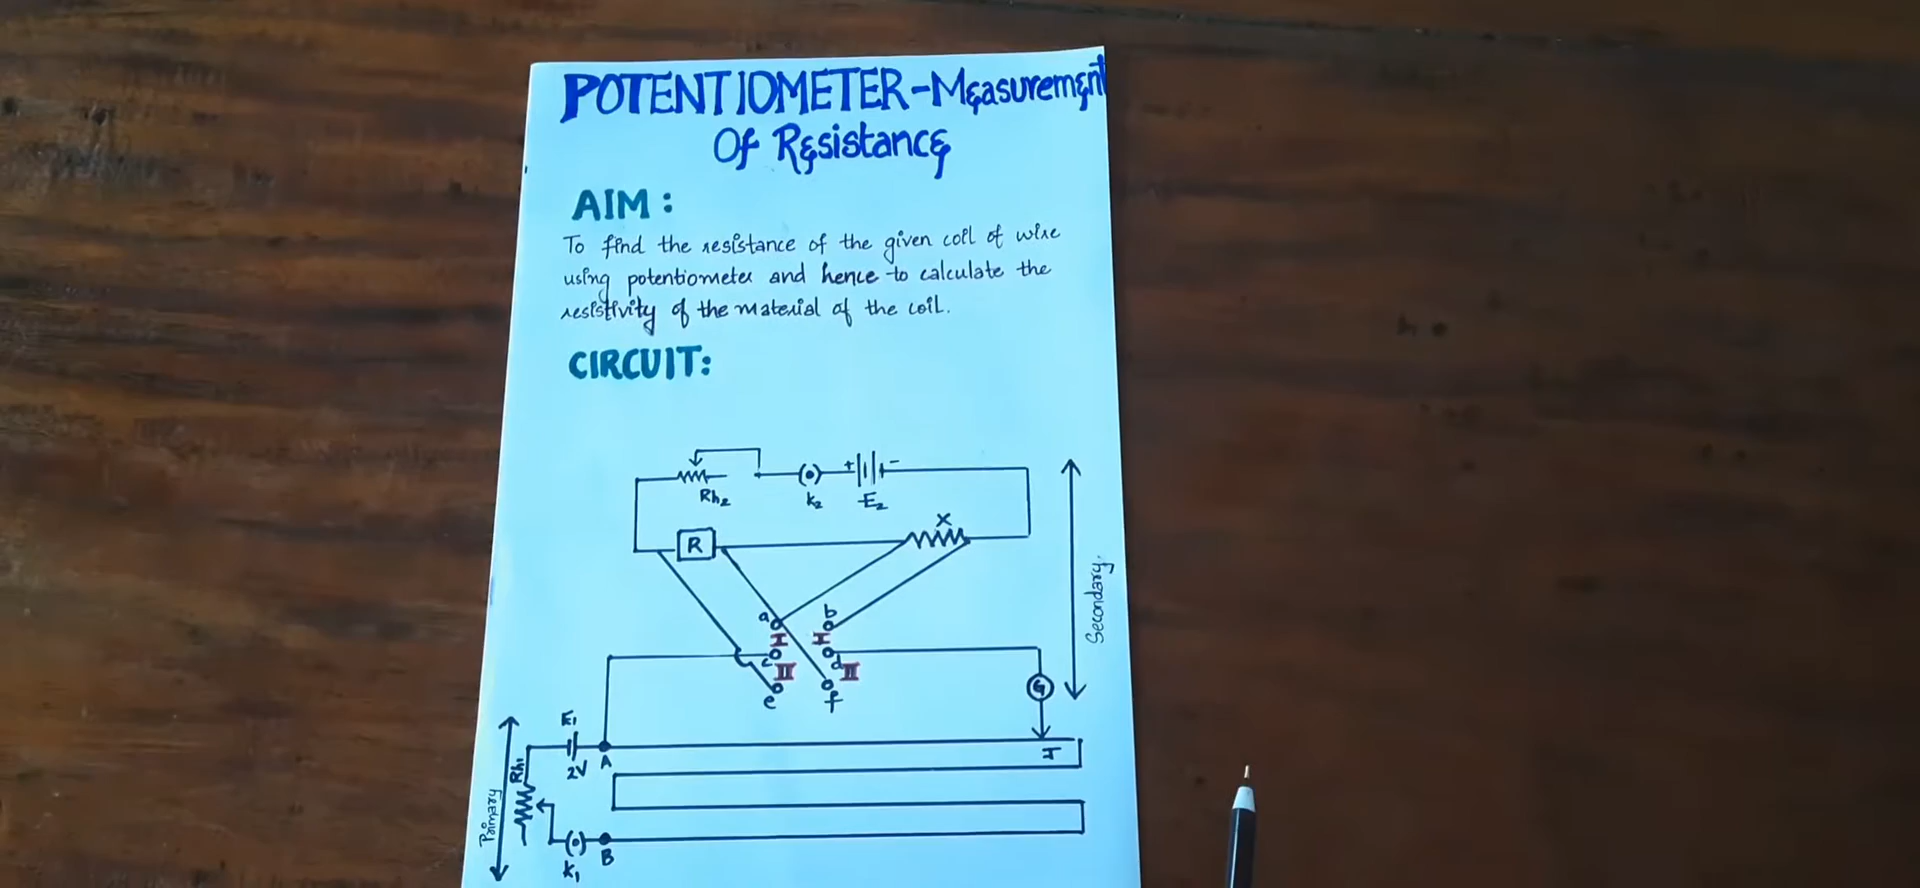 POTENTIOMETER-Measurement
Of Resistance
AIM :
To find the resistance of the given coil of wire
using potentiometer and hence to calculate the
resistivity of the material of the coil.
CIRCUIT:
Rh2
K2
+
-
E2
R
X
a
b
I
I
c
d
II
II
e
f
G
Secondary
E1
2V
A
J
Rh1
Primary
K1
B